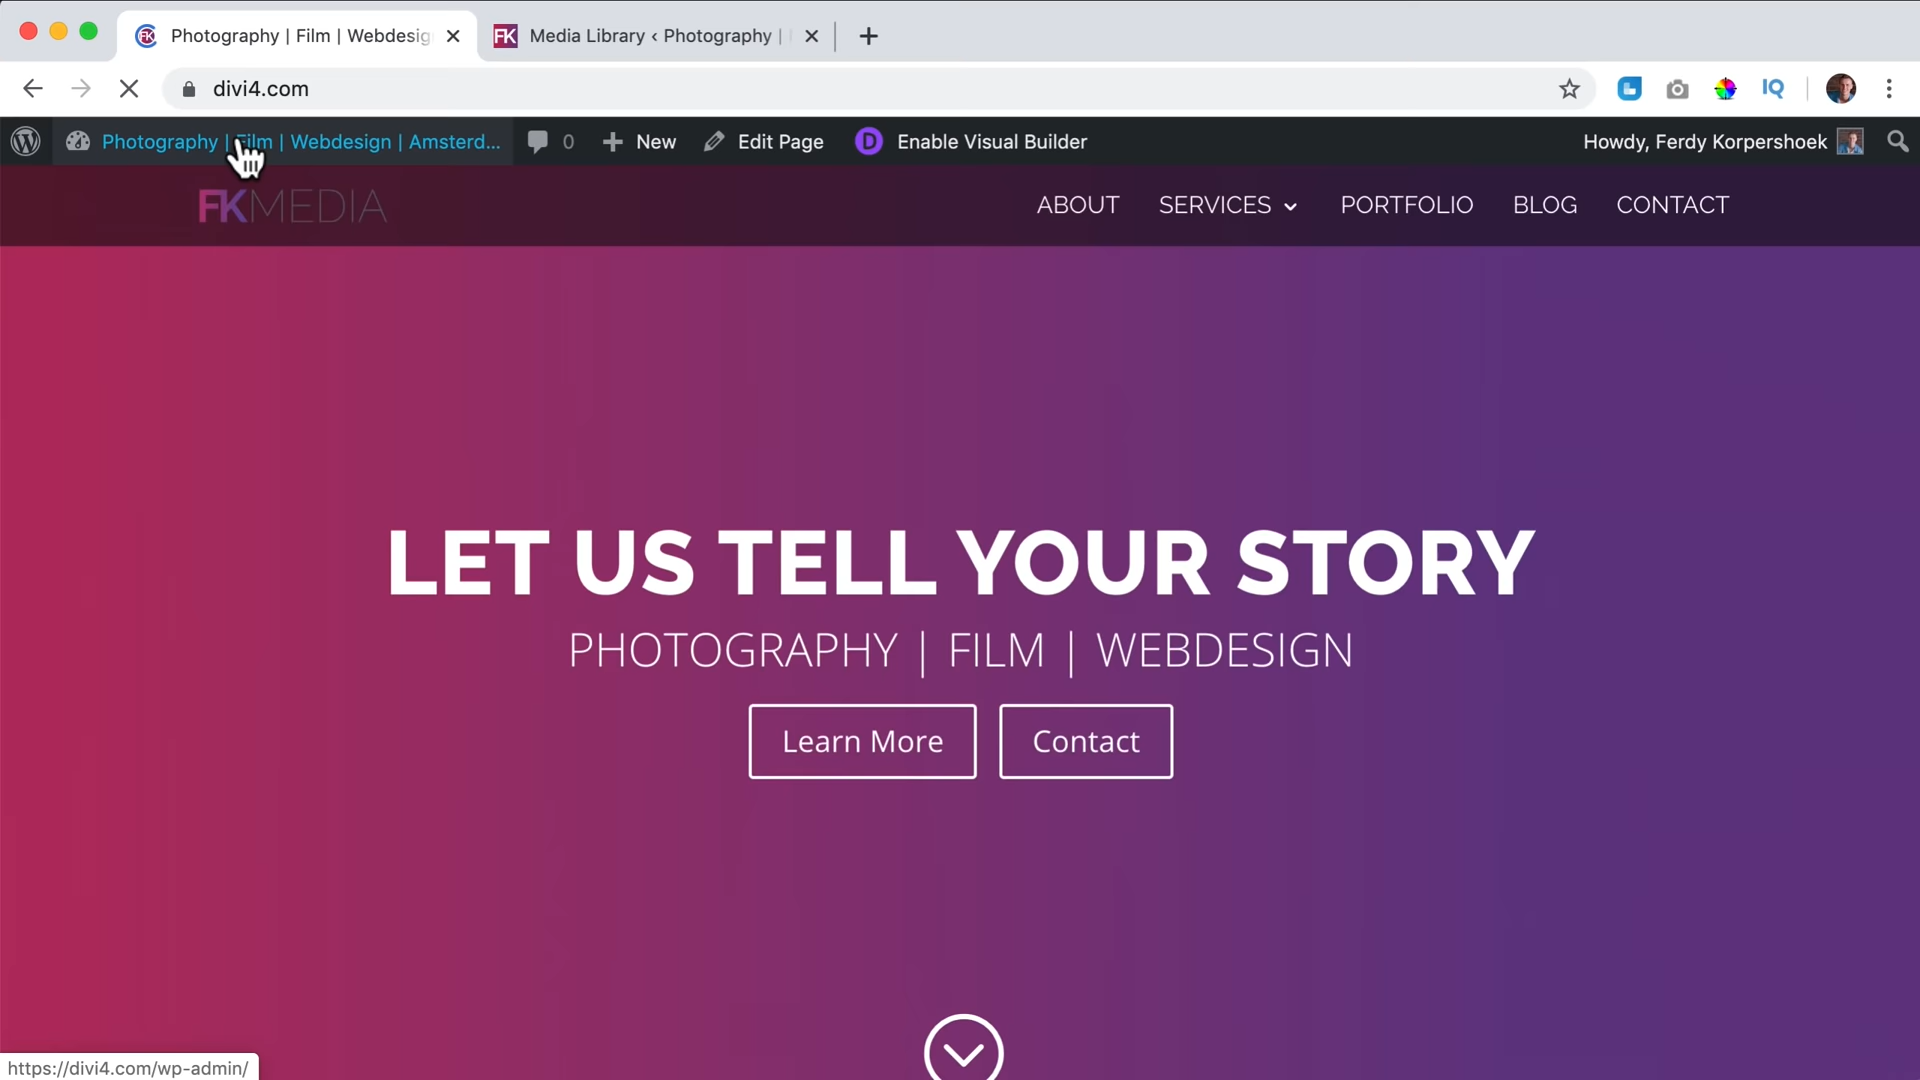 Photography | Film | Webdesig
Media Library ‹ Photography |
divi4.com
IQ
Photography | Film | Webdesign | Amsterd...
0
New
Edit Page
D
Enable Visual Builder
Howdy, Ferdy Korpershoek
FKMEDIA
ABOUT
SERVICES
PORTFOLIO
BLOG
CONTACT
LET US TELL YOUR STORY
PHOTOGRAPHY | FILM | WEBDESIGN
Learn More
Contact
https://divi4.com/wp-admin/